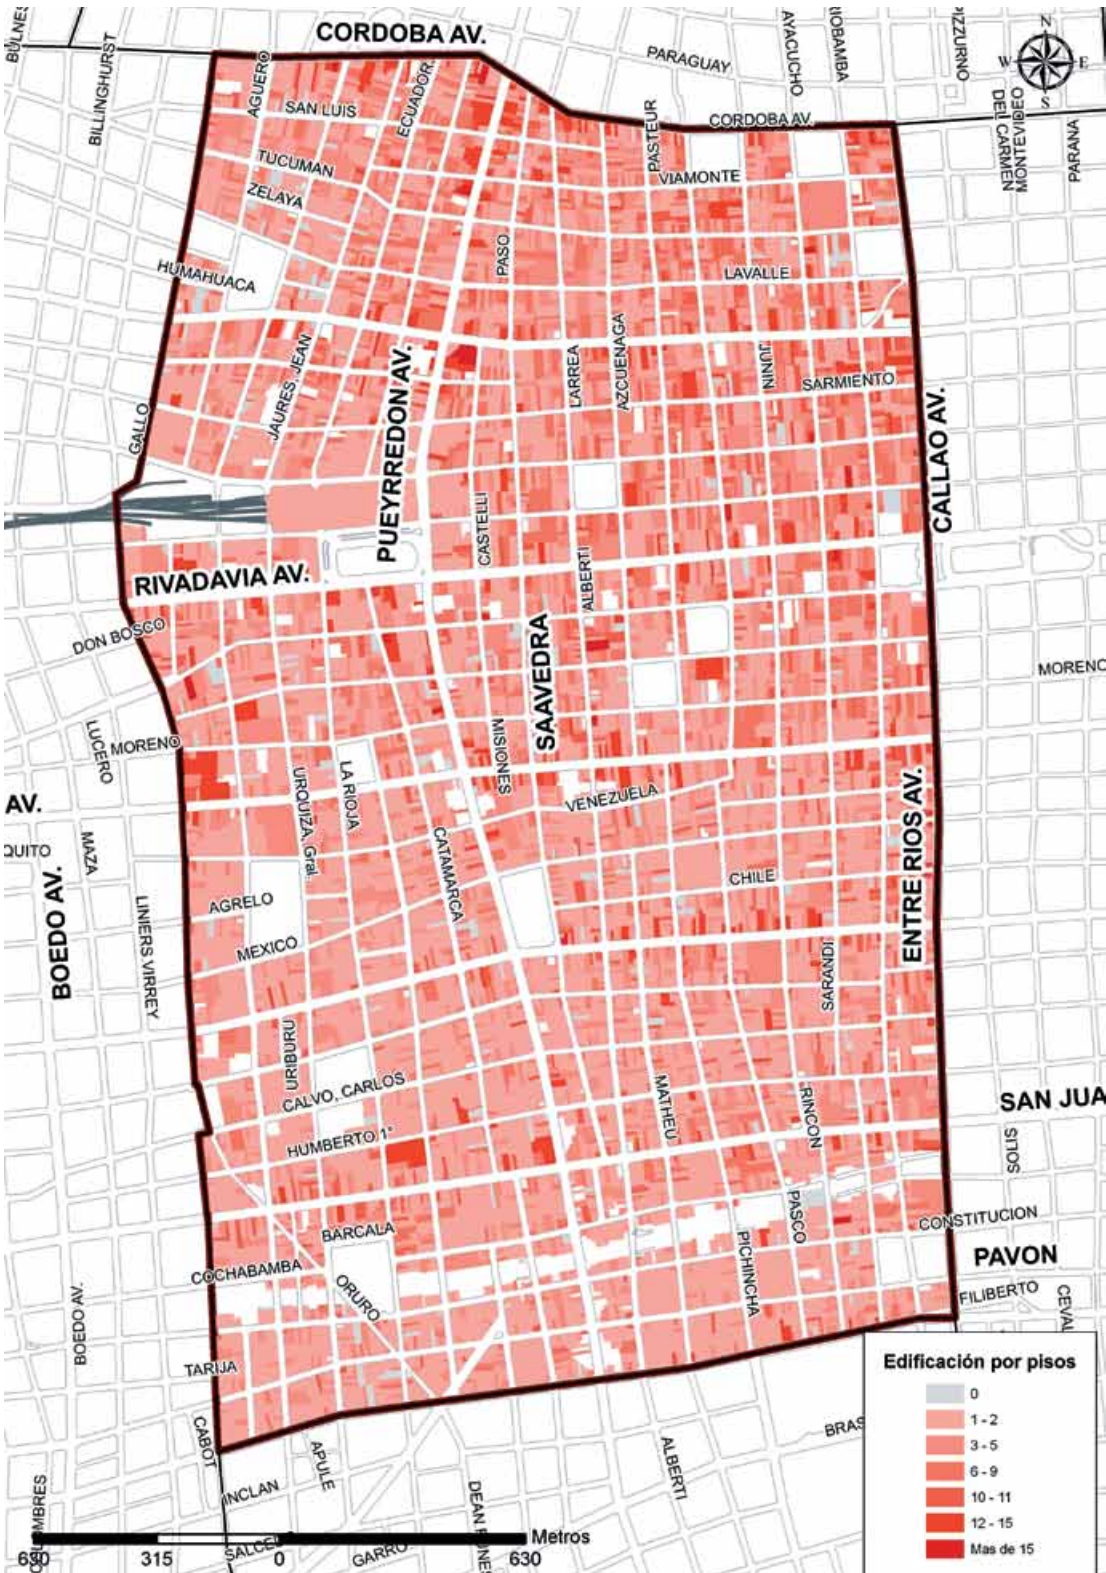 CORDOBA AV.
BULNES
BILLINGHURST
AGUERO
ECUADOR.
PARAGUAY
AYACUCHO
PIZZURNO
N
W E
S
SAN LUIS
CORDOBA AV.
PASTEUR
DEL CARMEN
MONTEVIDEO
PARANA
TUCUMAN
VIAMONTE
ZELAYA
PASO
HUMAHUACA
LAVALLE
JAURES, JEAN
PUEYRREDON AV.
LARREA
AZCUENAGA
JUNIN
SARMIENTO
GALLO
CALLAO AV.
CASTELLI
RIVADAVIA AV.
ALBERTI
DON BOSCO
SAAVEDRA
MORENO
LUCERO
MORENO
MISIONES
URQUIZA, Gral.
LA RIOJA
VENEZUELA
AV.
ENTRE RIOS AV.
QUITO
MAZA
CATAMARCA
CHILE
BOEDO AV.
AGRELO
LINIERS VIRREY
MEXICO
SARANDI
URIBURU
CALVO, CARLOS
MATHEU
RINCON
SAN JUA
HUMBERTO 1°
SOLIS
PASCO
BARCALA
CONSTITUCION
PICHINCHA
PAVON
COCHABAMBA
ORURO
FILIBERTO
CEVAL
BOEDO AV.
TARIJA
CABOT
APULE
ALBERTI
BRAS
INCLAN
Edificación por pisos
0
1 - 2
3 - 5
6 - 9
10 - 11
12 - 15
Mas de 15
630 315 0 630
Metros